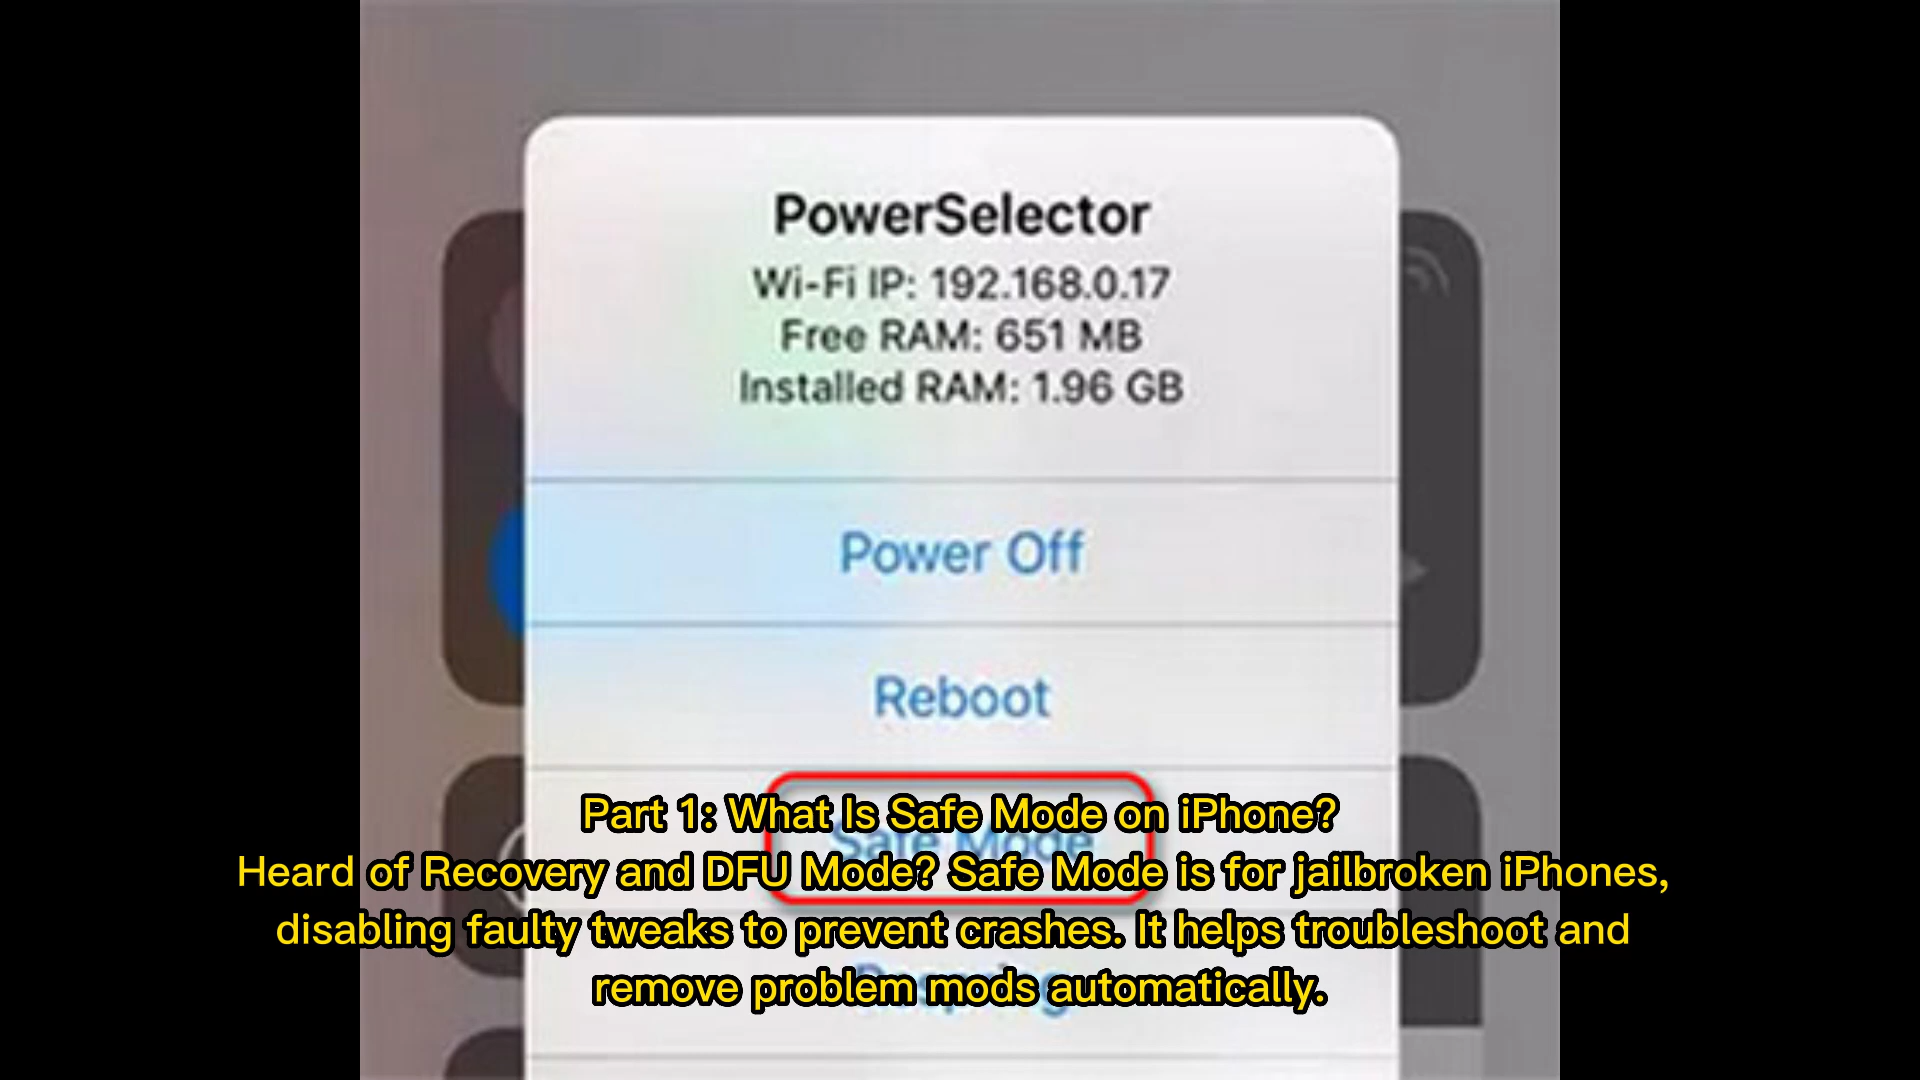 PowerSelector
Wi-Fi IP: 192.168.0.17
Free RAM: 651 MB
Installed RAM: 1.96 GB
Power Off
Reboot
Safe Mode
Part 1: What Is Safe Mode on iPhone?
Heard of Recovery and DFU Mode? Safe Mode is for jailbroken iPhones,
disabling faulty tweaks to prevent crashes. It helps troubleshoot and
remove problem mods automatically.